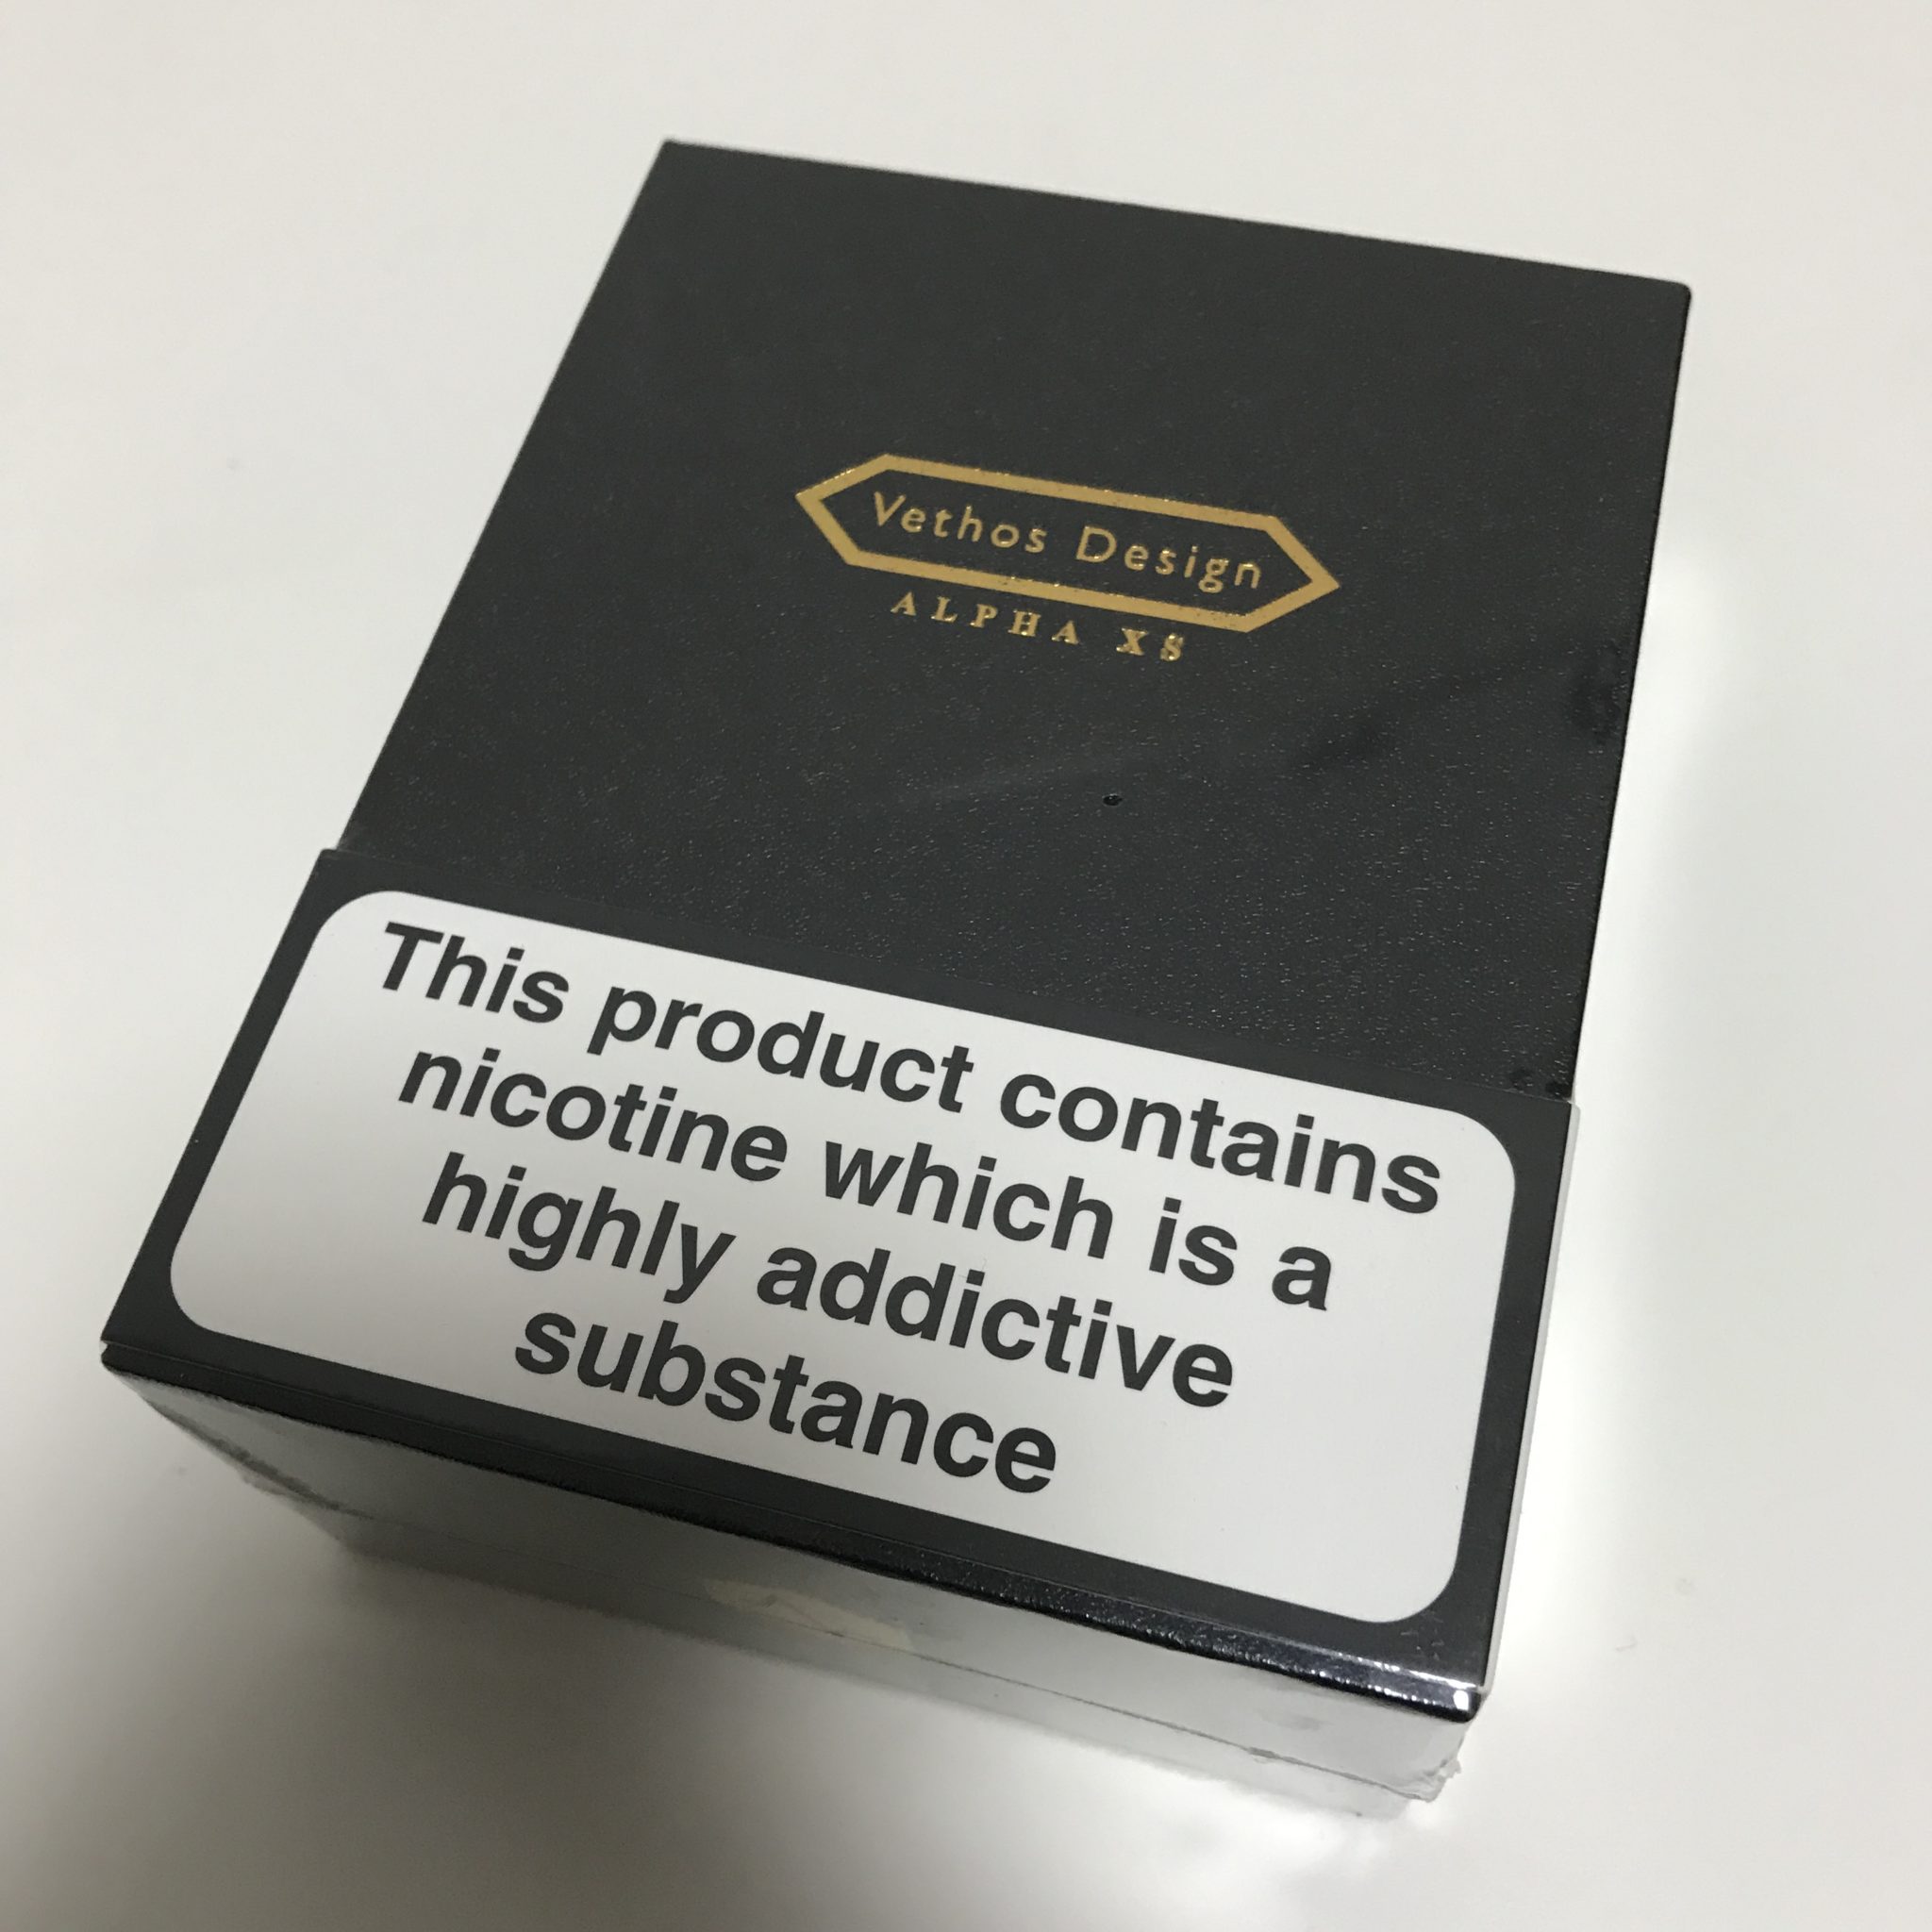 Vethos Design
ALPHA XS
This product contains
nicotine which is a
highly addictive
substance